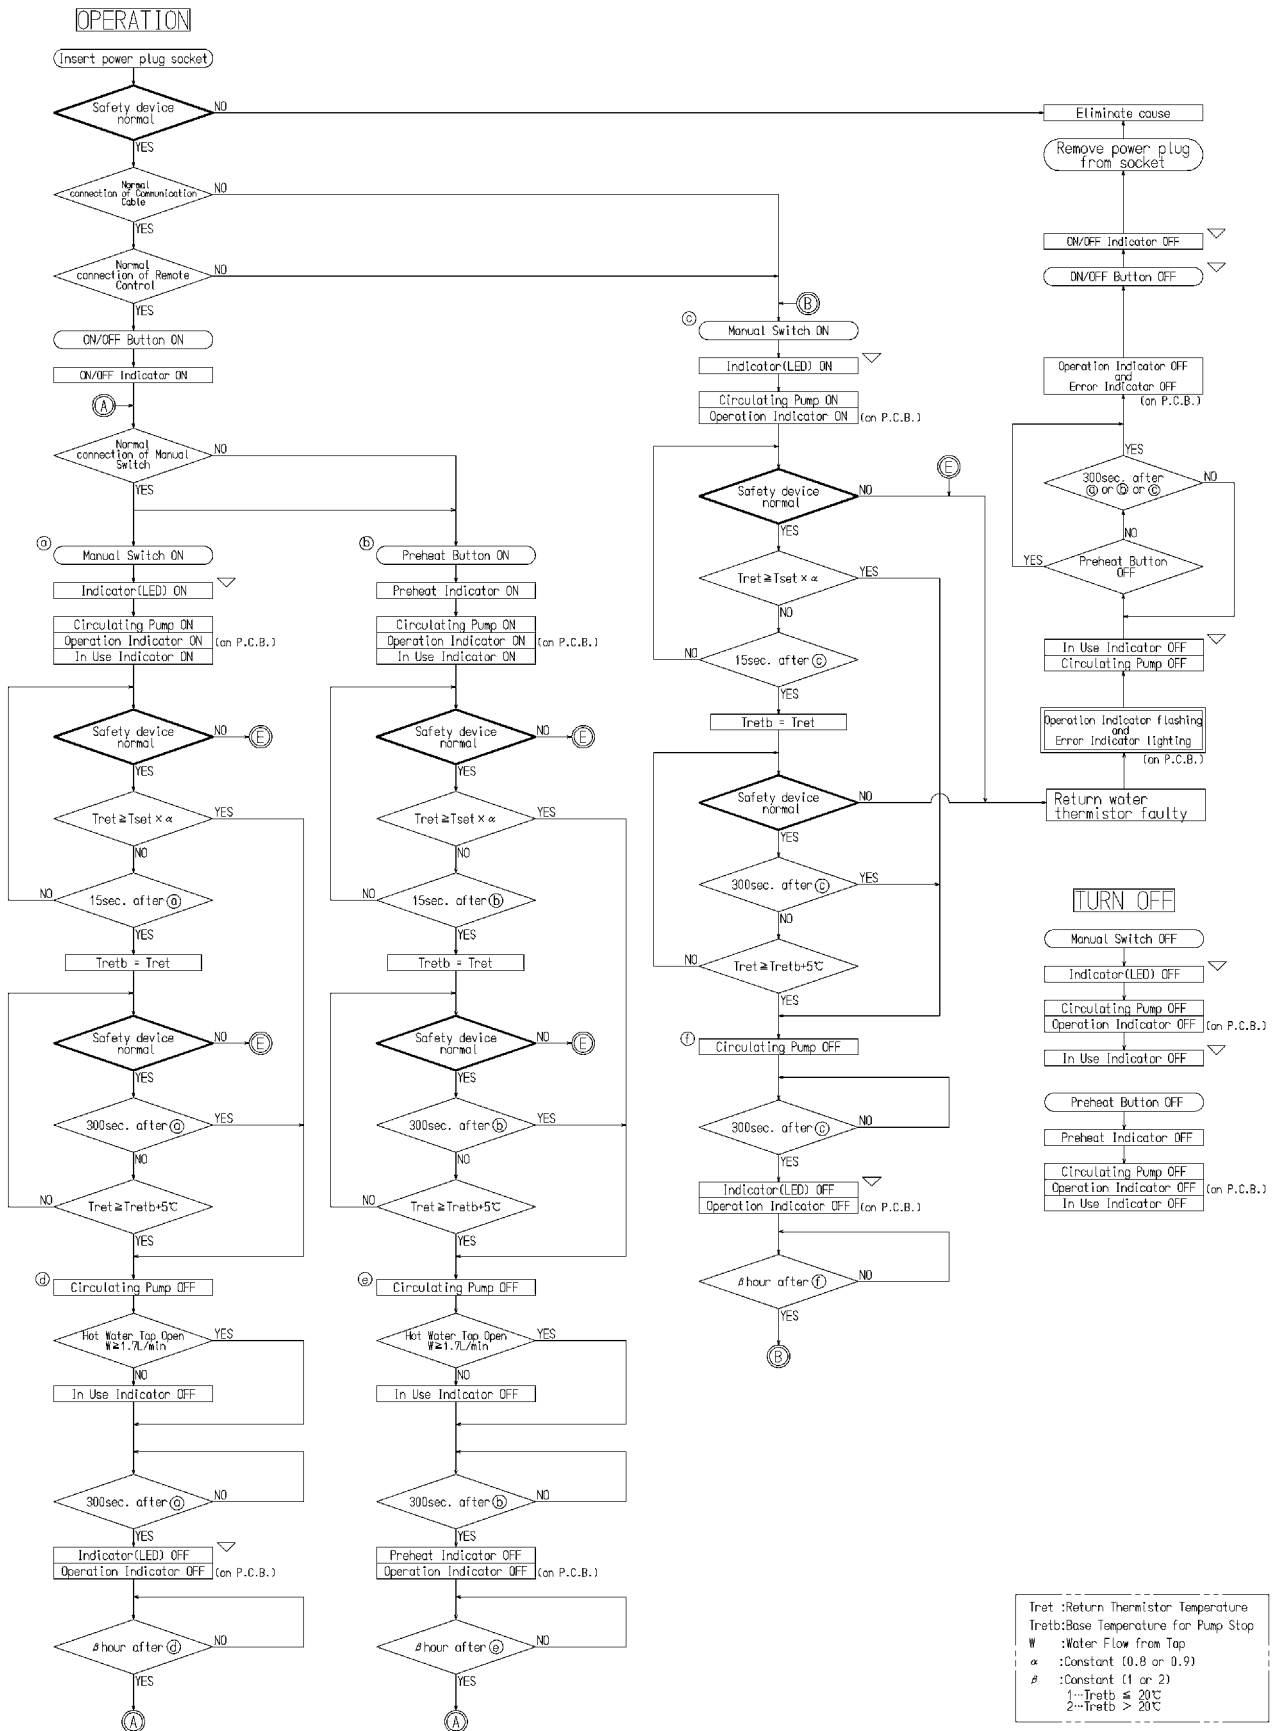 OPERATION
Insert power plug socket
Safety device
normal
NO
YES
Normal
connection of Communication
Cable
NO
YES
Normal
connection of Remote
Control
NO
YES
ON/OFF Button ON
ON/OFF Indicator ON
A
Normal
connection of Manual
Switch
NO
YES
ⓐ
Manual Switch ON
Indicator(LED) ON
Circulating Pump ON
Operation Indicator ON (on P.C.B.)
In Use Indicator ON
Safety device
normal
NO
E
YES
Tret≧Tset×α
YES
NO
15sec. after ⓐ
NO
YES
Tretb = Tret
Safety device
normal
NO
E
YES
300sec. after ⓐ
YES
NO
Tret≧Tretb+5℃
NO
YES
ⓓ
Circulating Pump OFF
Hot Water Tap Open
W≧1.7L/min
YES
NO
In Use Indicator OFF
300sec. after ⓐ
NO
YES
Indicator(LED) OFF
Operation Indicator OFF (on P.C.B.)
βhour after ⓓ
NO
YES
A
ⓑ
Preheat Button ON
Preheat Indicator ON
Circulating Pump ON
Operation Indicator ON (on P.C.B.)
In Use Indicator ON
Safety device
normal
NO
E
YES
Tret≧Tset×α
YES
NO
15sec. after ⓑ
NO
YES
Tretb = Tret
Safety device
normal
NO
E
YES
300sec. after ⓑ
YES
NO
Tret≧Tretb+5℃
NO
YES
ⓔ
Circulating Pump OFF
Hot Water Tap Open
W≧1.7L/min
YES
NO
In Use Indicator OFF
300sec. after ⓑ
NO
YES
Preheat Indicator OFF
Operation Indicator OFF (on P.C.B.)
βhour after ⓔ
NO
YES
A
B
ⓒ
Manual Switch ON
Indicator(LED) ON
Circulating Pump ON
Operation Indicator ON (on P.C.B.)
Safety device
normal
NO
E
YES
Tret≧Tset×α
YES
NO
15sec. after ⓒ
NO
YES
Tretb = Tret
Safety device
normal
NO
YES
300sec. after ⓒ
YES
NO
Tret≧Tretb+5℃
NO
YES
ⓕ
Circulating Pump OFF
300sec. after ⓒ
NO
YES
Indicator(LED) OFF
Operation Indicator OFF (on P.C.B.)
βhour after ⓕ
NO
YES
B
Eliminate cause
Remove power plug
from socket
ON/OFF Indicator OFF
ON/OFF Button OFF
Operation Indicator OFF
and
Error Indicator OFF
(on P.C.B.)
YES
300sec. after
ⓐ or ⓑ or ⓒ
NO
NO
YES
Preheat Button
OFF
In Use Indicator OFF
Circulating Pump OFF
Operation Indicator flashing
and
Error Indicator lighting
(on P.C.B.)
Return water
thermistor faulty
TURN OFF
Manual Switch OFF
Indicator(LED) OFF
Circulating Pump OFF
Operation Indicator OFF (on P.C.B.)
In Use Indicator OFF
Preheat Button OFF
Preheat Indicator OFF
Circulating Pump OFF
Operation Indicator OFF (on P.C.B.)
In Use Indicator OFF
Tret :Return Thermistor Temperature
Tretb:Base Temperature for Pump Stop
W :Water Flow from Tap
α :Constant (0.8 or 0.9)
β :Constant (1 or 2)
1…Tretb ≦ 20℃
2…Tretb > 20℃